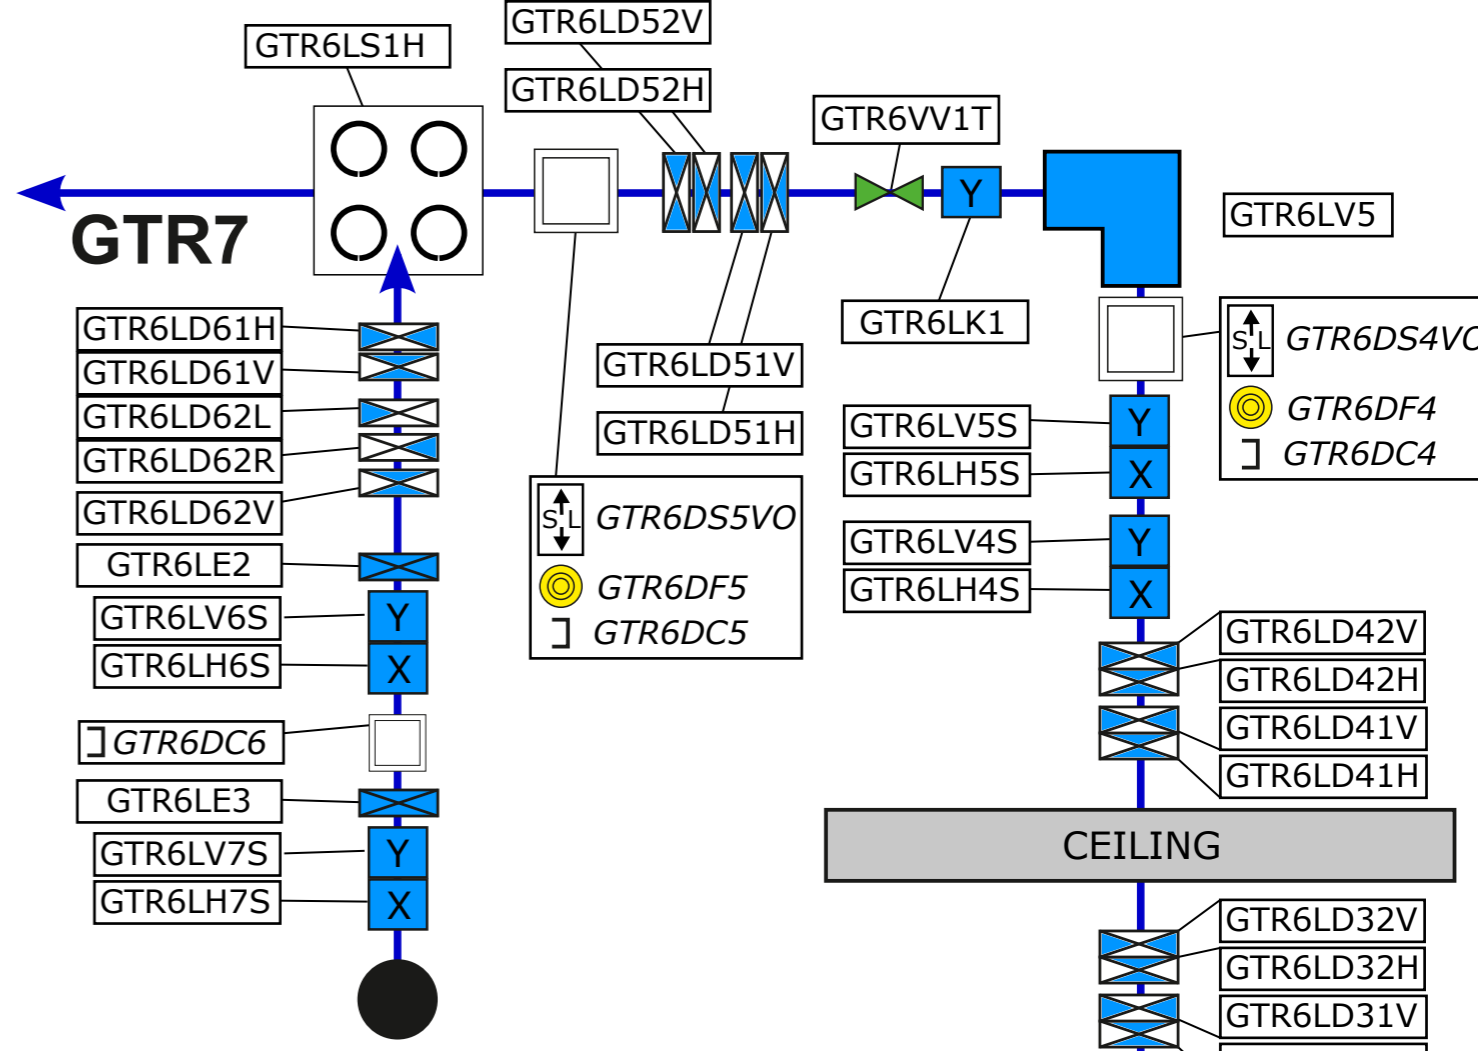 GTR6LD52V
GTR6LS1H
GTR6LD52H
GTR6VV1T
Y
GTR7
GTR6LV5
GTR6LK1
GTR6LD61H
GTR6LD61V
GTR6LD62L
GTR6LD62R
GTR6LD62V
GTR6LE2
GTR6LV6S
Y
GTR6LH6S
X
GTR6DC6
GTR6LE3
GTR6LV7S
Y
GTR6LH7S
X
GTR6LD51V
GTR6LD51H
S L GTR6DS5VO
GTR6DF5
GTR6DC5
S L GTR6DS4VO
GTR6DF4
GTR6DC4
GTR6LV5S
Y
GTR6LH5S
X
GTR6LV4S
Y
GTR6LH4S
X
GTR6LD42V
GTR6LD42H
GTR6LD41V
GTR6LD41H
CEILING
GTR6LD32V
GTR6LD32H
GTR6LD31V